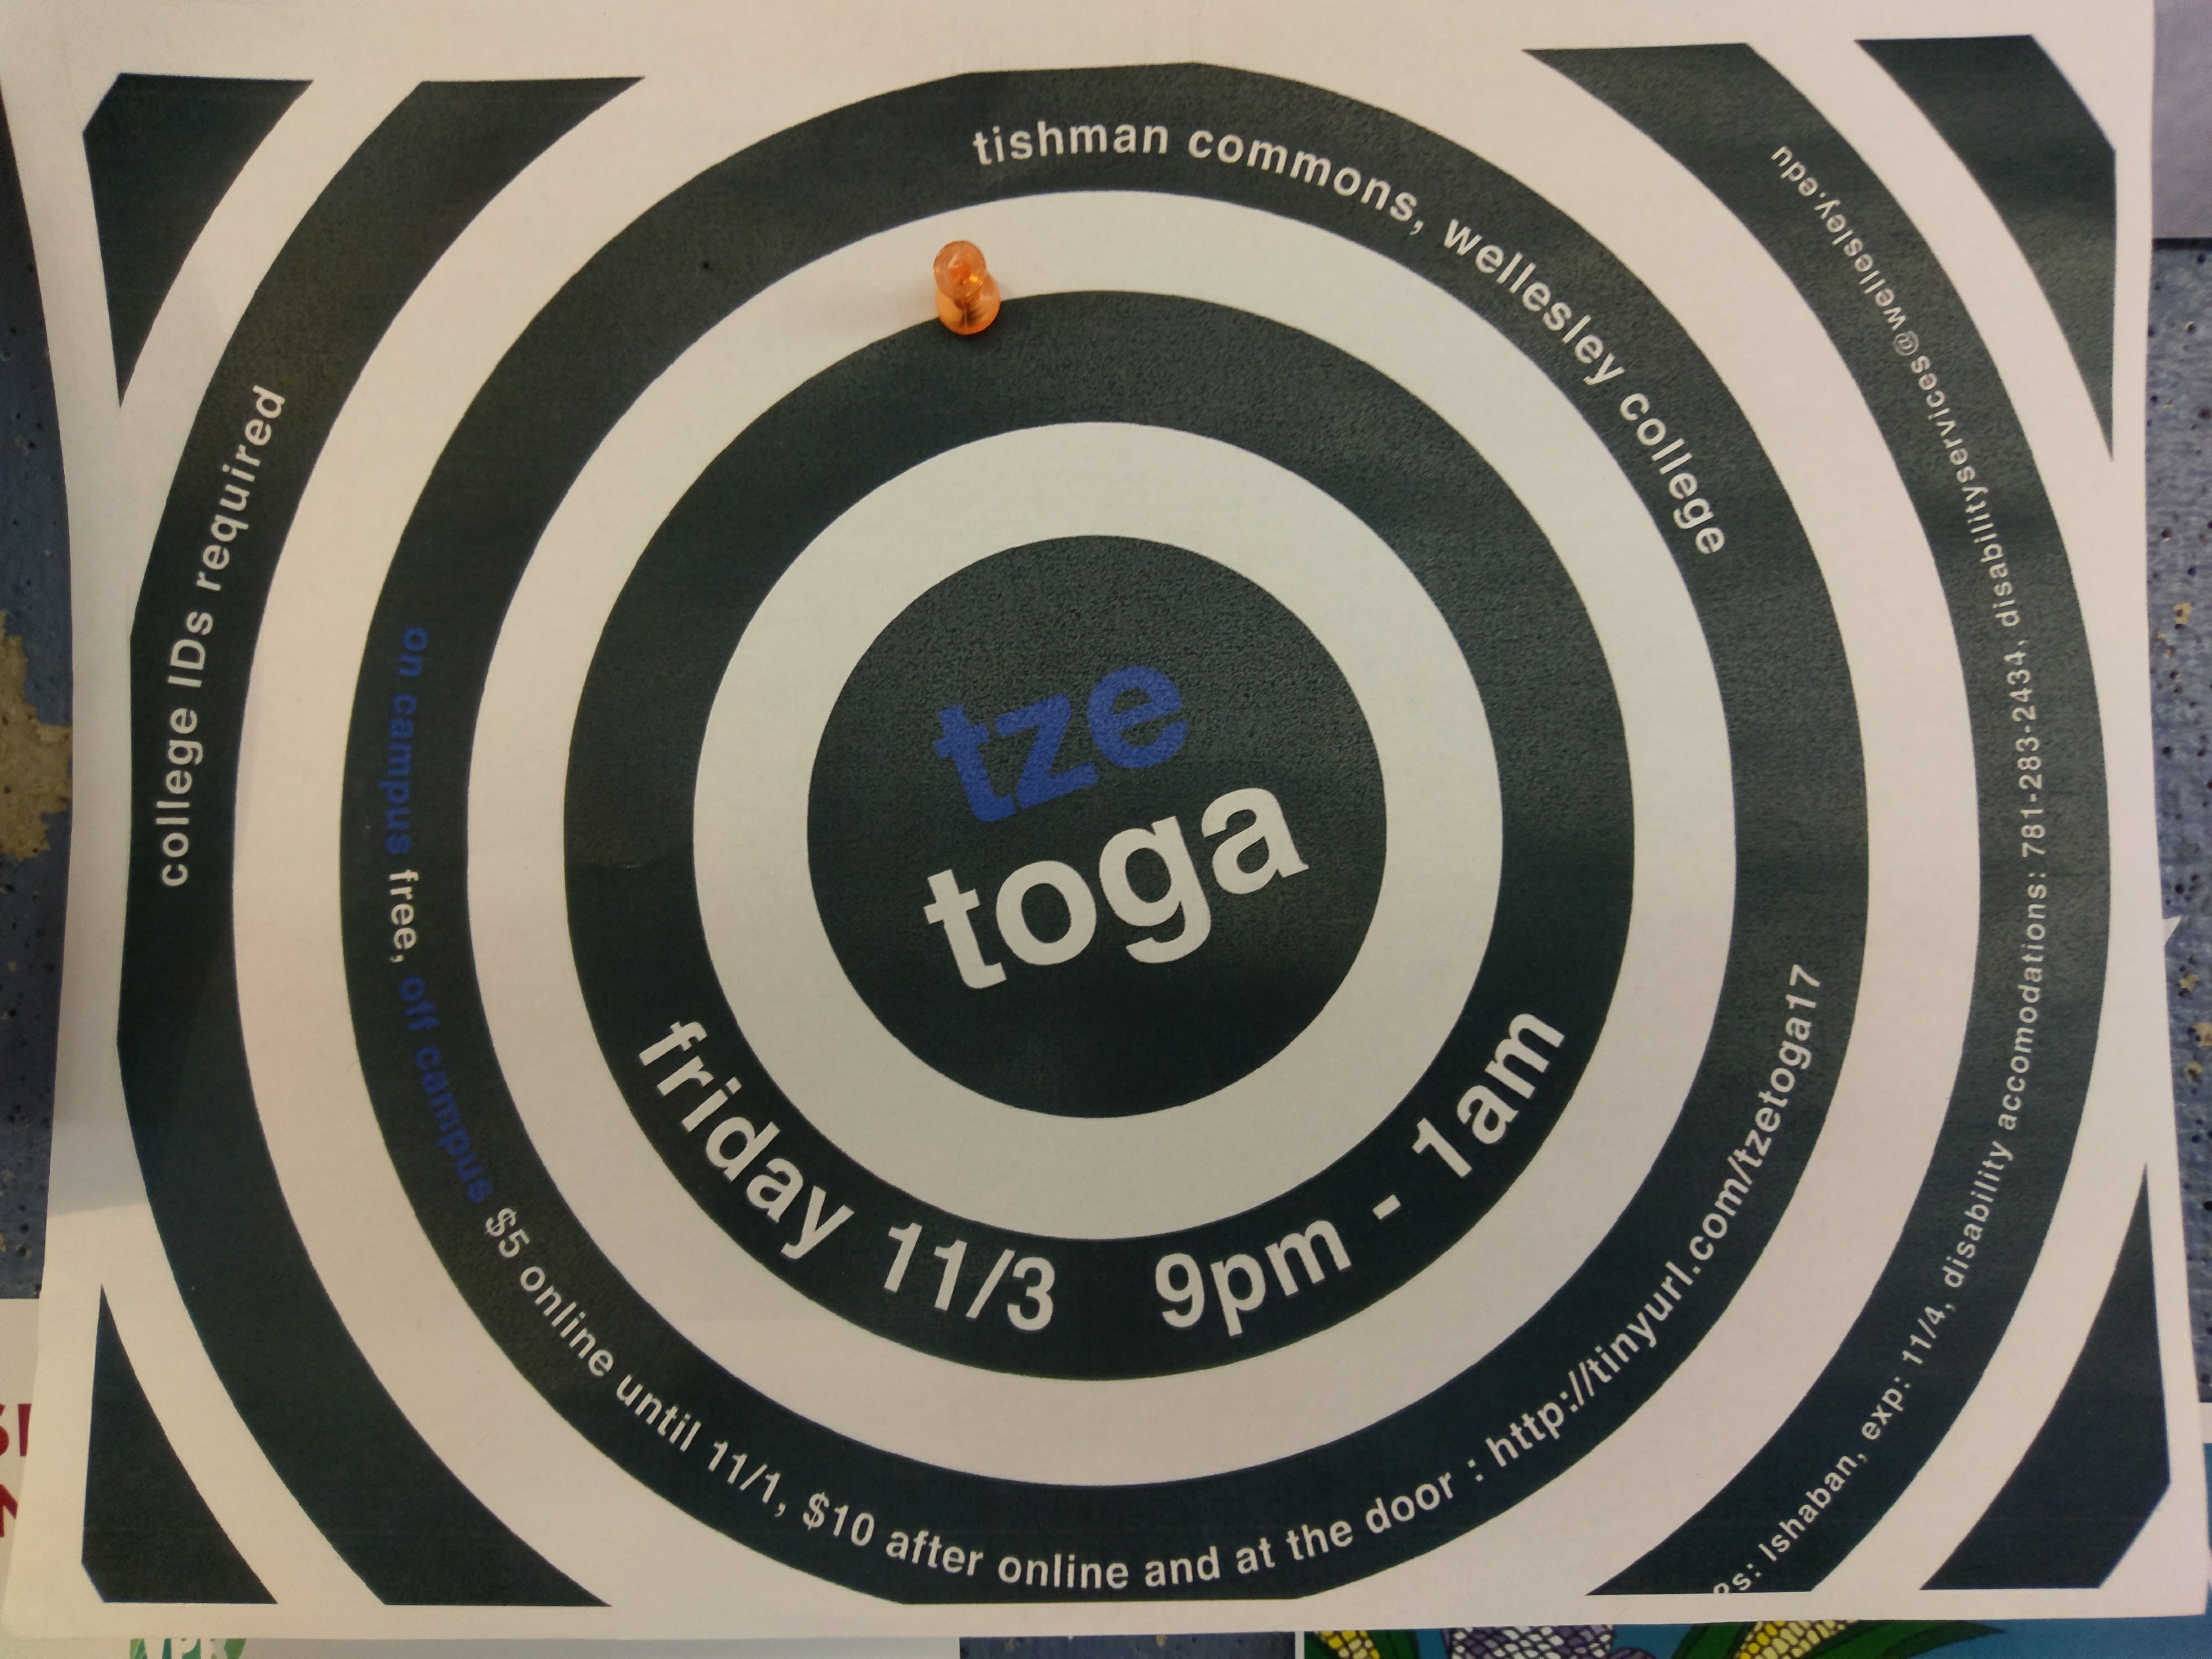 tze
toga
friday 11/3 9pm - 1am
tishman commons, wellesley college
on campus free, off campus $5 online until 11/1, $10 after online and at the door : http://tinyurl.com/tzetoga17
college IDs required
lshaban, exp: 11/4, disability accomodations: 781-283-2434, disabilityservices@wellesley.edu